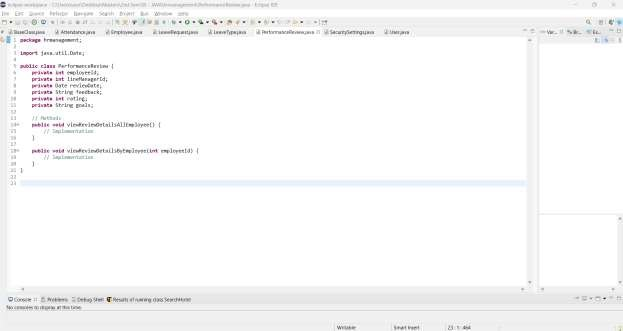 eclipse-workspace - C:\Users\user\Desktop\Masters\2nd Sem\SE - JAVA\hrmanagement\PerformanceReview.java - Eclipse IDE
File Edit Source Refactor Navigate Search Project Run Window Help
BaseClass.java Attendance.java Employee.java LeaveRequest.java LeaveType.java PerformanceReview.java SecuritySettings.java User.java
Var... Br... Ex...
1 package hrmanagement;
2
3 import java.util.Date;
4
5 public class PerformanceReview {
6 private int employeeId;
7 private int lineManagerId;
8 private Date reviewDate;
9 private String feedback;
10 private int rating;
11 private String goals;
12
13 // Methods
14 public void viewReviewDetailsAllEmployee() {
15 // Implementation
16 }
17
18 public void viewReviewDetailsByEmployee(int employeeId) {
19 // Implementation
20 }
21 }
22
23
Console Problems Debug Shell Results of running class SearchHotel
No consoles to display at this time.
Writable Smart Insert 23 : 1 : 464